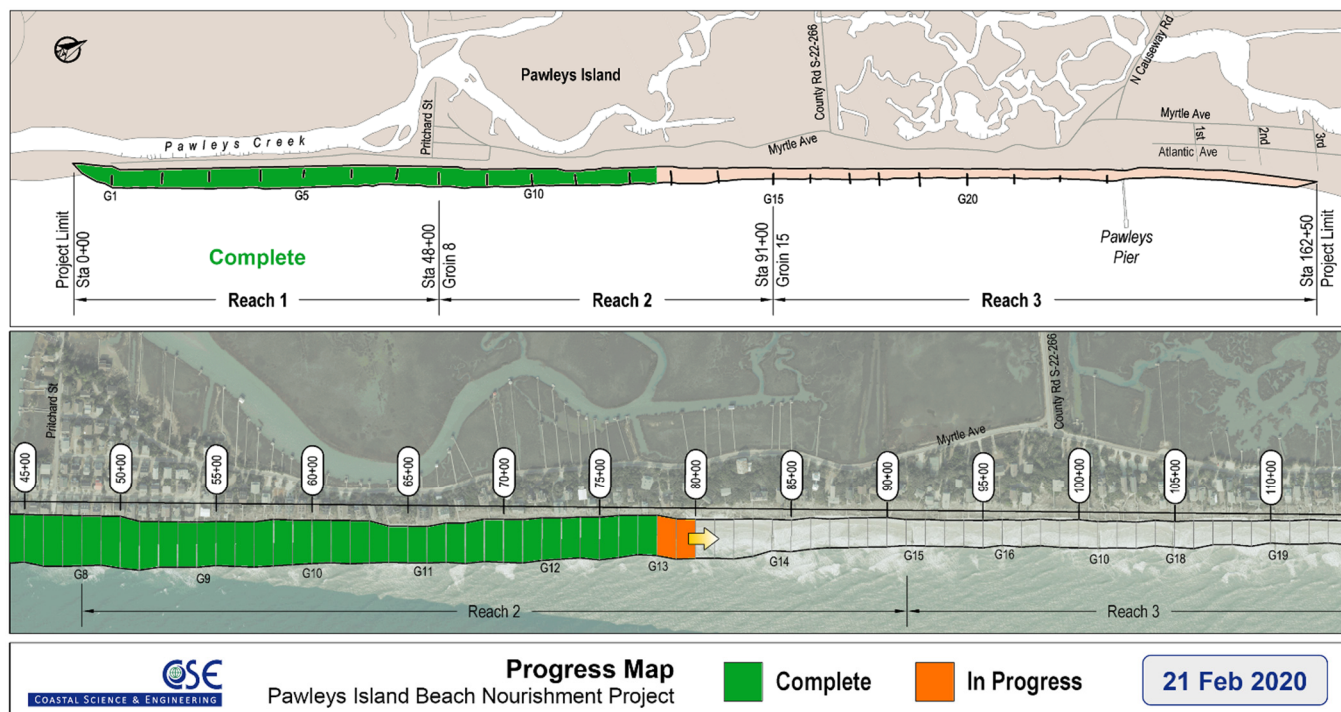 Pawleys Island
County Rd S-22-266
N Causeway Rd
Pritchard St
Pawleys Creek
Myrtle Ave
Myrtle Ave
1st
2nd
3rd
Atlantic Ave
G1
G5
G10
G15
G20
Pawleys
Pier
Complete
Project Limit
Sta 0+00
Sta 48+00
Groin 8
Sta 91+00
Groin 15
Sta 162+50
Project Limit
Reach 1
Reach 2
Reach 3
Pritchard St
Myrtle Ave
County Rd S-22-266
45+00
50+00
55+00
60+00
65+00
70+00
75+00
80+00
85+00
90+00
95+00
100+00
105+00
110+00
G8
G9
G10
G11
G12
G13
G14
G15
G16
G10
G18
G19
Reach 2
Reach 3
CSE
COASTAL SCIENCE & ENGINEERING
Progress Map
Pawleys Island Beach Nourishment Project
Complete
In Progress
21 Feb 2020